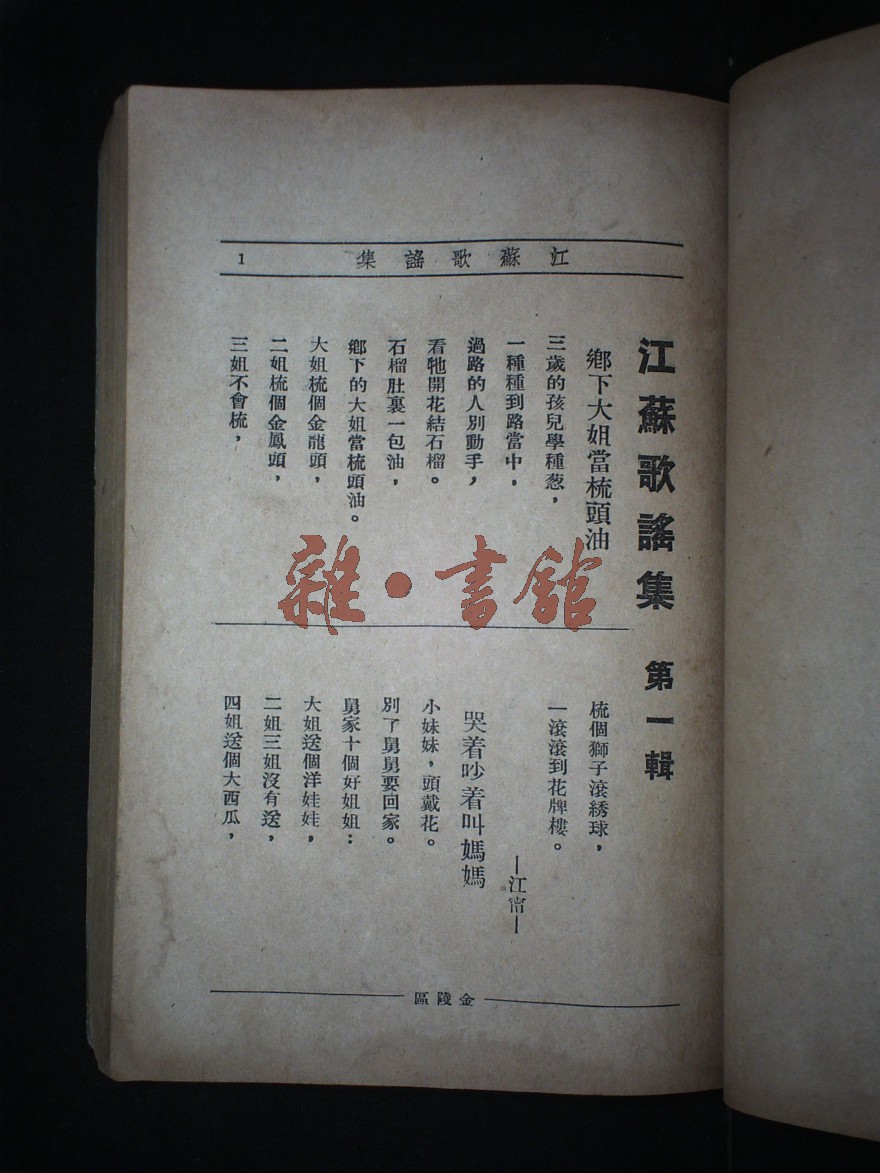 江蘇歌謠集 1
江蘇歌謠集 第一輯
鄉下大姐當梳頭油
三歲的孩兒學種葱，
一種種到路當中，
過路的人別動手，
看牠開花結石榴。
石榴肚裏一包油，
鄉下的大姐當梳頭油。
大姐梳個金龍頭，
二姐梳個金鳳頭，
三姐不會梳，
梳個獅子滾綉球，
一滾滾到花牌樓。
—江甯—
哭着吵着叫媽媽
小妹妹，頭戴花。
別了舅舅要回家。
舅家十個好姐姐：
大姐送個洋娃娃，
二姐三姐沒有送，
四姐送個大西瓜，
金陵區
雜·書館